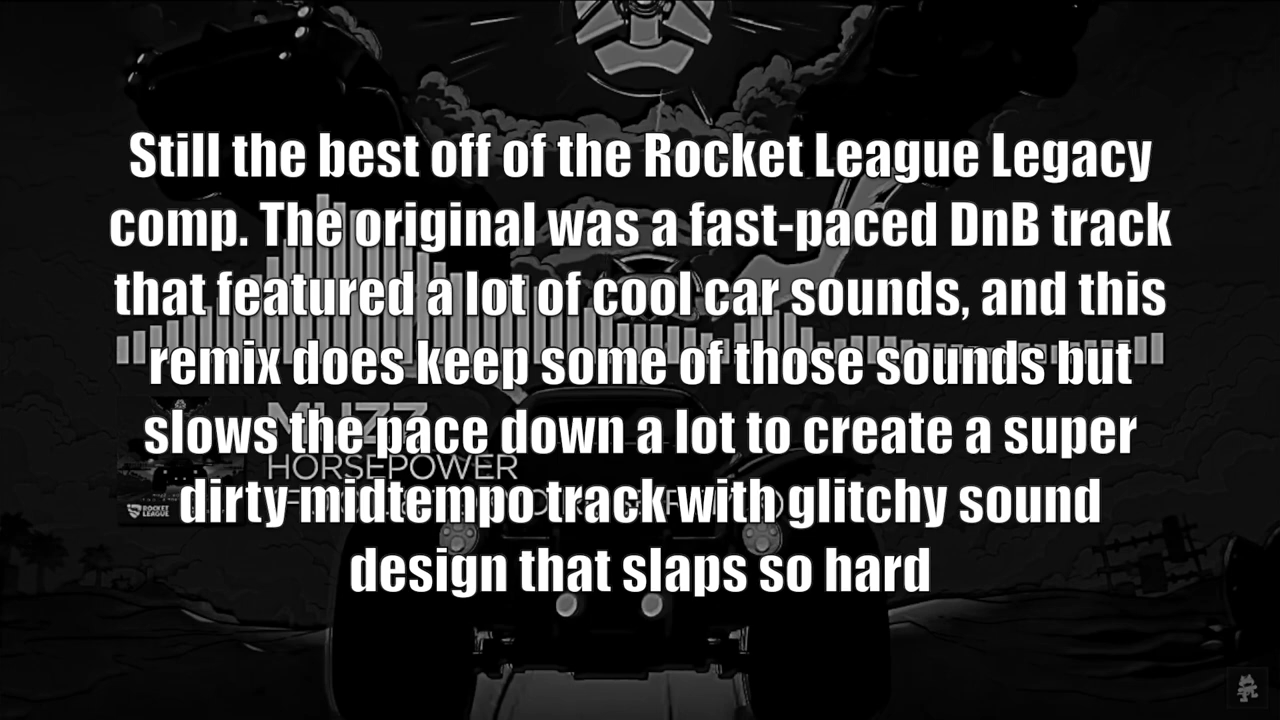 Still the best off of the Rocket League Legacy
comp. The original was a fast-paced DnB track
that featured a lot of cool car sounds, and this
remix does keep some of those sounds but
slows the pace down a lot to create a super
dirty midtempo track with glitchy sound
design that slaps so hard
MUZZ
HORSEPOWER
ROCKET
LEAGUE